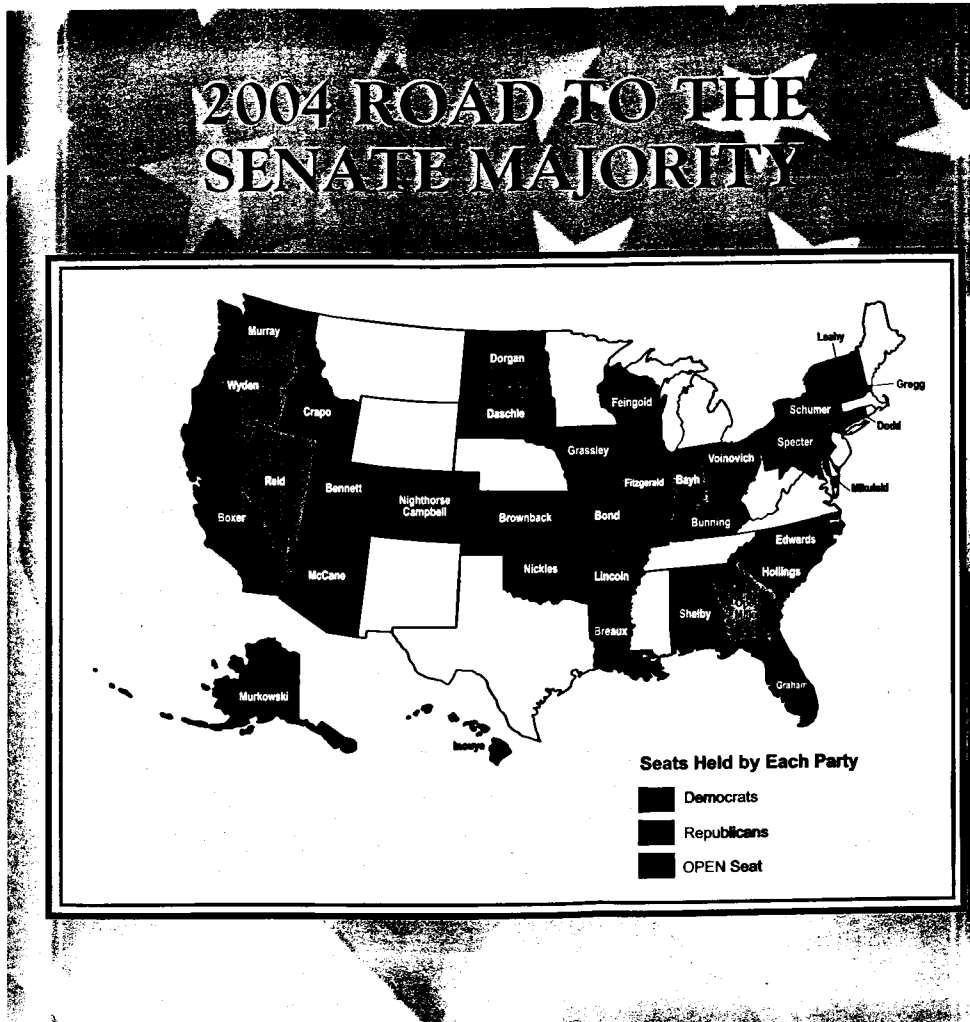 2004 ROAD TO THE
SENATE MAJORITY
Murray
Dorgan
Leahy
Wyden
Gregg
Crapo
Daschle
Feingold
Schumer
Dodd
Grassley
Specter
Voinovich
Reid
Bennett
Nighthorse
Campbell
Fitzgerald
Bayh
Mikulski
Boxer
Brownback
Bond
Bunning
Edwards
McCane
Nickles
Lincoln
Hollings
Shelby
Breaux
Graham
Murkowski
Inouye
Seats Held by Each Party
Democrats
Republicans
OPEN Seat